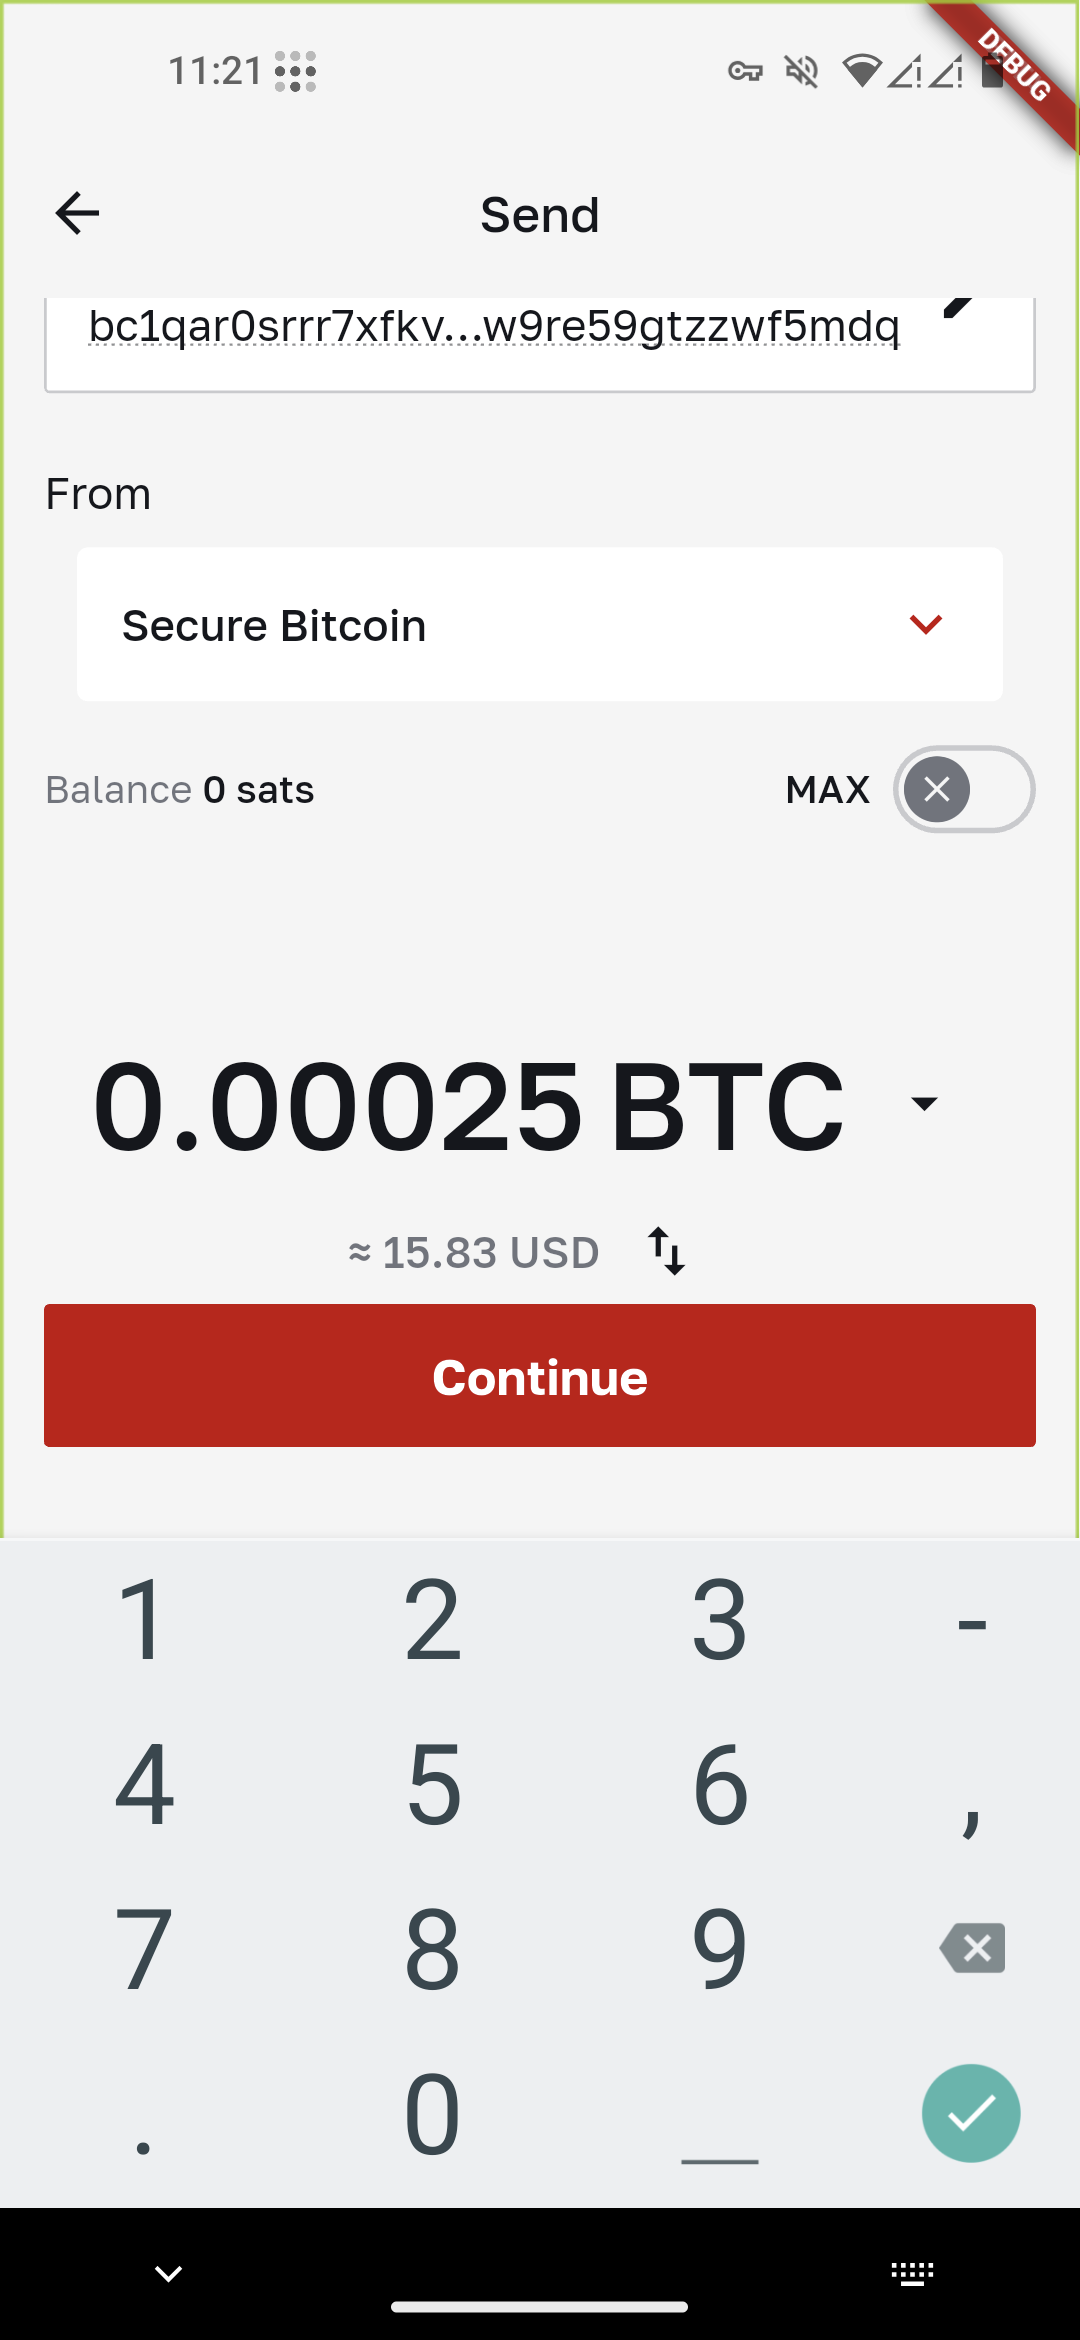 11:21
DEBUG
Send
bc1qar0srrr7xfkv...w9re59gtzzwf5mdq
From
Secure Bitcoin
Balance 0 sats
MAX
0.00025 BTC
≈ 15.83 USD
Continue
1 2 3 -
4 5 6 ,
7 8 9
. 0